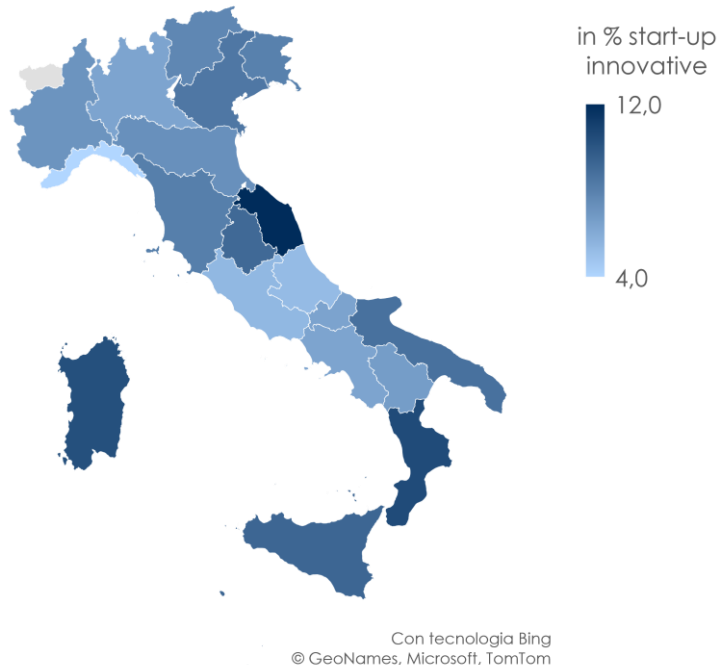 in % start-up
innovative
12,0
4,0
Con tecnologia Bing
© GeoNames, Microsoft, TomTom